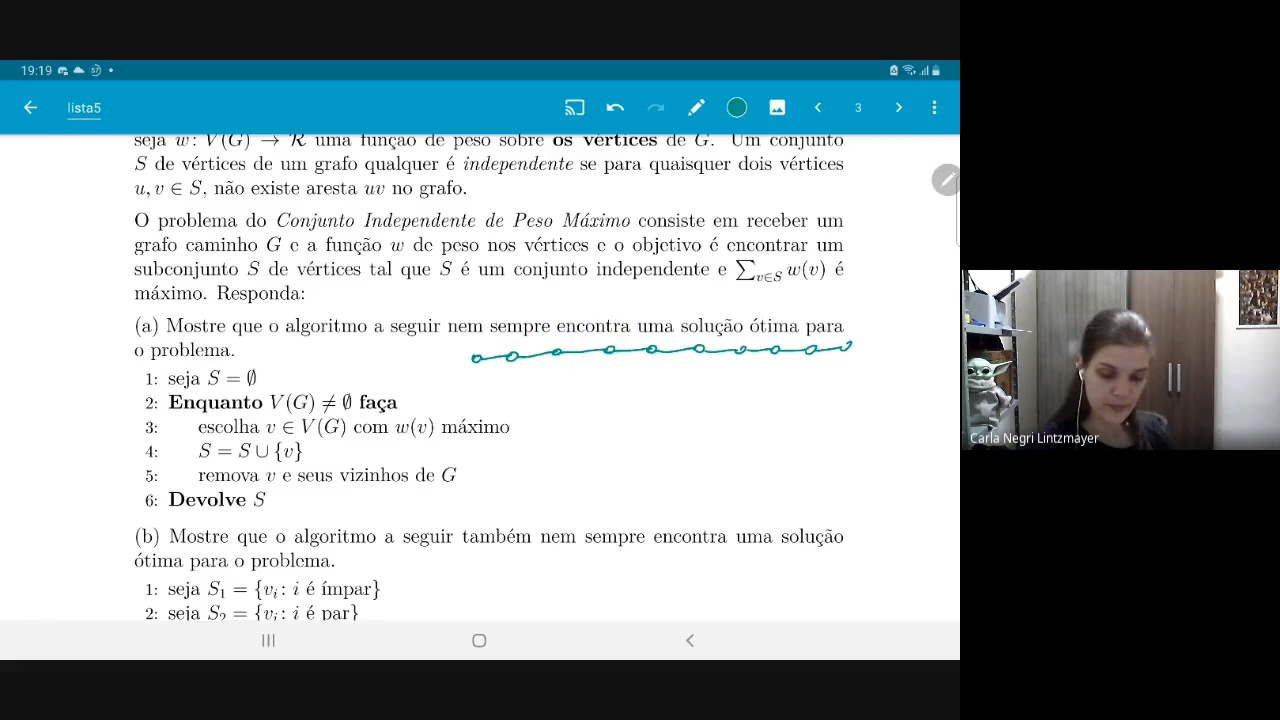 19:19
57
lista5
3
seja w: V(G) → R uma função de peso sobre os vértices de G. Um conjunto
S de vértices de um grafo qualquer é independente se para quaisquer dois vértices
u, v ∈ S, não existe aresta uv no grafo.
O problema do Conjunto Independente de Peso Máximo consiste em receber um
grafo caminho G e a função w de peso nos vértices e o objetivo é encontrar um
subconjunto S de vértices tal que S é um conjunto independente e ∑v∈S w(v) é
máximo. Responda:
(a) Mostre que o algoritmo a seguir nem sempre encontra uma solução ótima para
o problema.
1: seja S = ∅
2: Enquanto V(G) ≠ ∅ faça
3: escolha v ∈ V(G) com w(v) máximo
4: S = S ∪ {v}
5: remova v e seus vizinhos de G
6: Devolve S
(b) Mostre que o algoritmo a seguir também nem sempre encontra uma solução
ótima para o problema.
1: seja S1 = {vi: i é ímpar}
2: seja S2 = {vi: i é par}
Carla Negri Lintzmayer